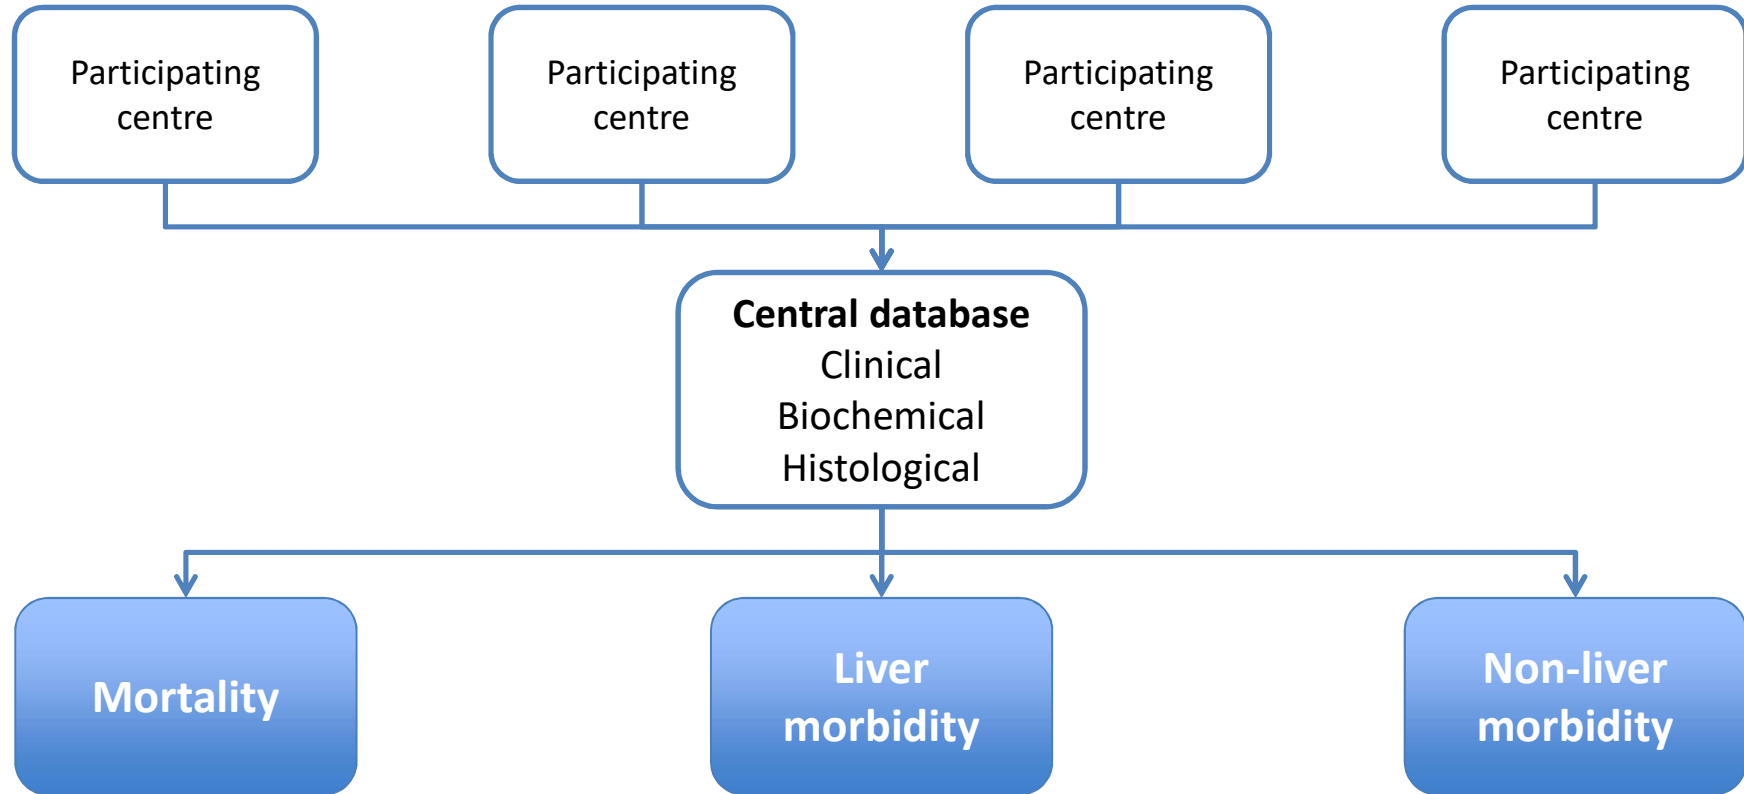 Participating
centre
Participating
centre
Participating
centre
Participating
centre
Central database
Clinical
Biochemical
Histological
Mortality
Liver
morbidity
Non-liver
morbidity